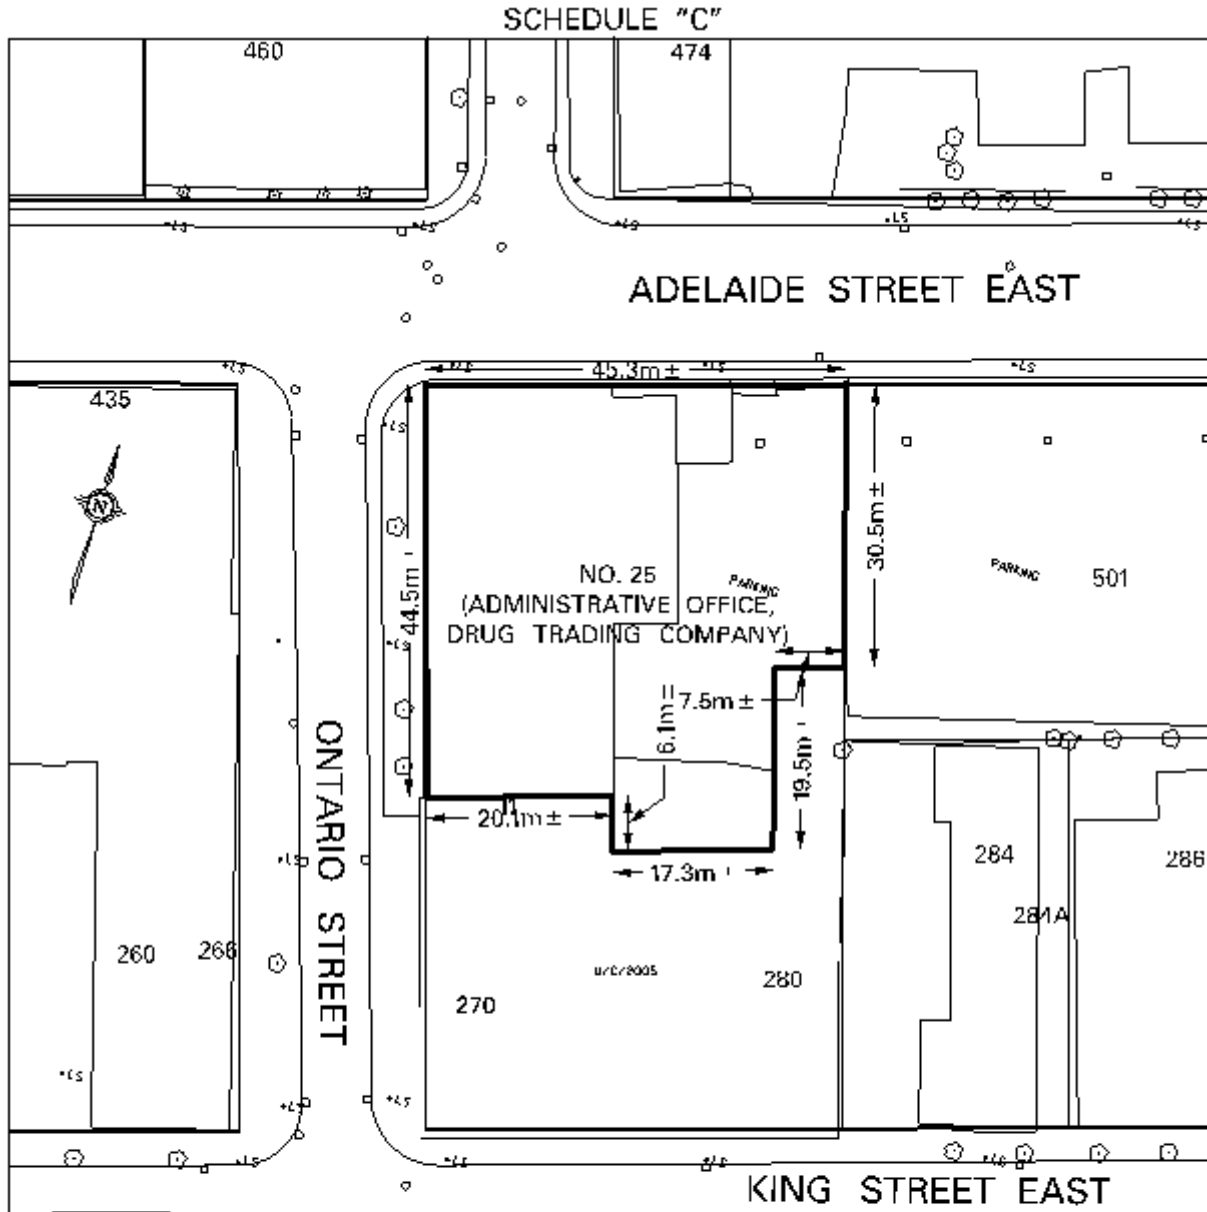 SCHEDULE "C"
460
474
ADELAIDE STREET EAST
45.3m ±
435
N
44.5m
30.5m ±
NO. 25
(ADMINISTRATIVE OFFICE,
DRUG TRADING COMPANY)
PARKING
PARKING
501
7.5m ±
6.1m ±
19.5m
20.1m ±
17.3m
ONTARIO STREET
284
286
284A
260
266
270
U/C/2005
280
KING STREET EAST